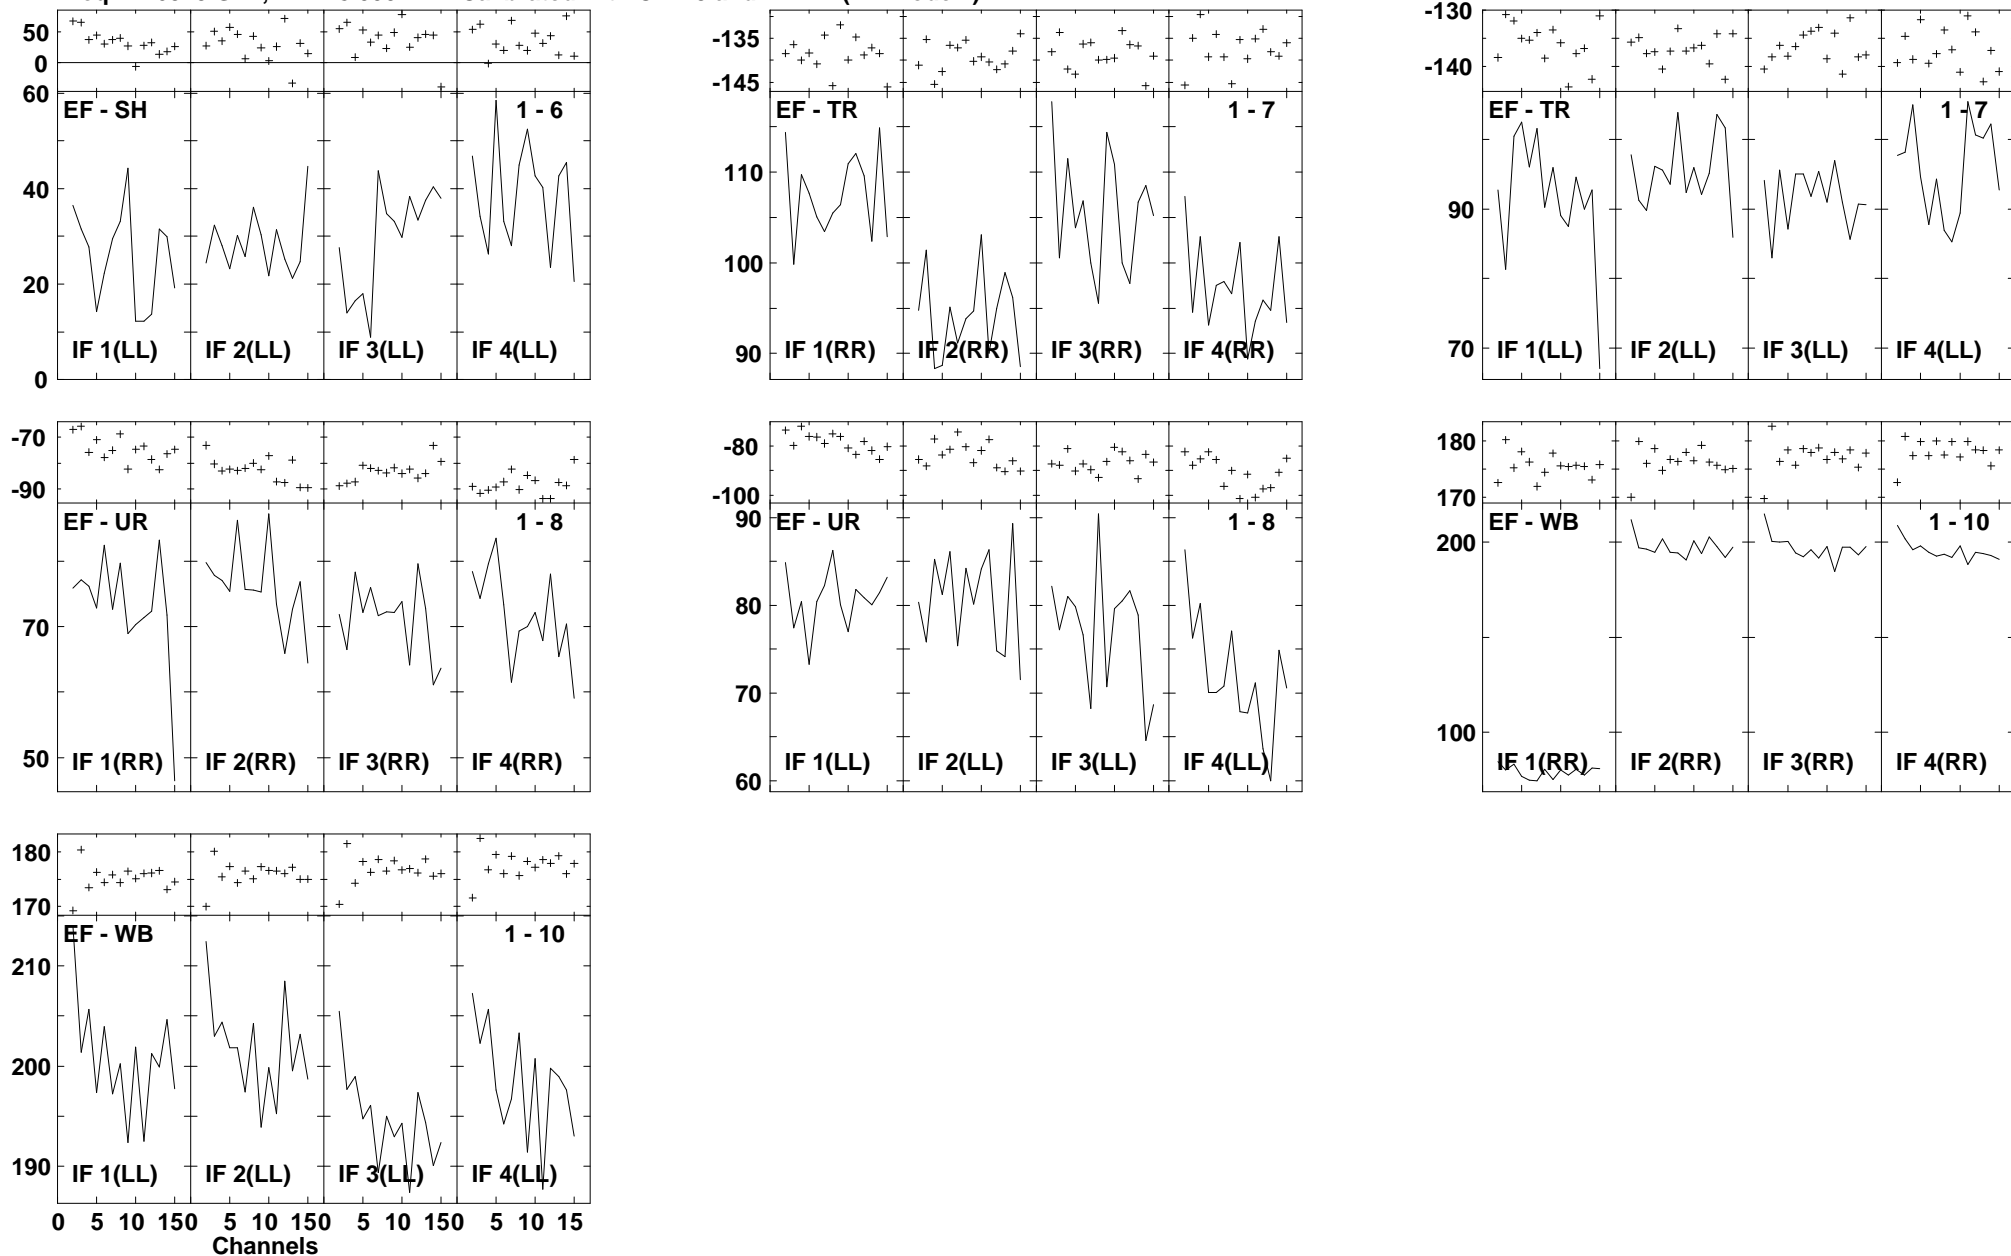 50
0
-135
-145
-130
-140
60
40
20
0
EF - SH
1 - 6
IF 1(LL)
IF 2(LL)
IF 3(LL)
IF 4(LL)
110
100
90
EF - TR
1 - 7
IF 1(RR)
IF 2(RR)
IF 3(RR)
IF 4(RR)
90
70
EF - TR
1 - 7
IF 1(LL)
IF 2(LL)
IF 3(LL)
IF 4(LL)
-70
-90
70
50
EF - UR
1 - 8
IF 1(RR)
IF 2(RR)
IF 3(RR)
IF 4(RR)
-80
-100
90
80
70
60
EF - UR
1 - 8
IF 1(LL)
IF 2(LL)
IF 3(LL)
IF 4(LL)
180
170
200
100
EF - WB
1 - 10
IF 1(RR)
IF 2(RR)
IF 3(RR)
IF 4(RR)
180
170
210
200
190
EF - WB
1 - 10
IF 1(LL)
IF 2(LL)
IF 3(LL)
IF 4(LL)
0 5 10 150 5 10 150 5 10 150 5 10 15
Channels